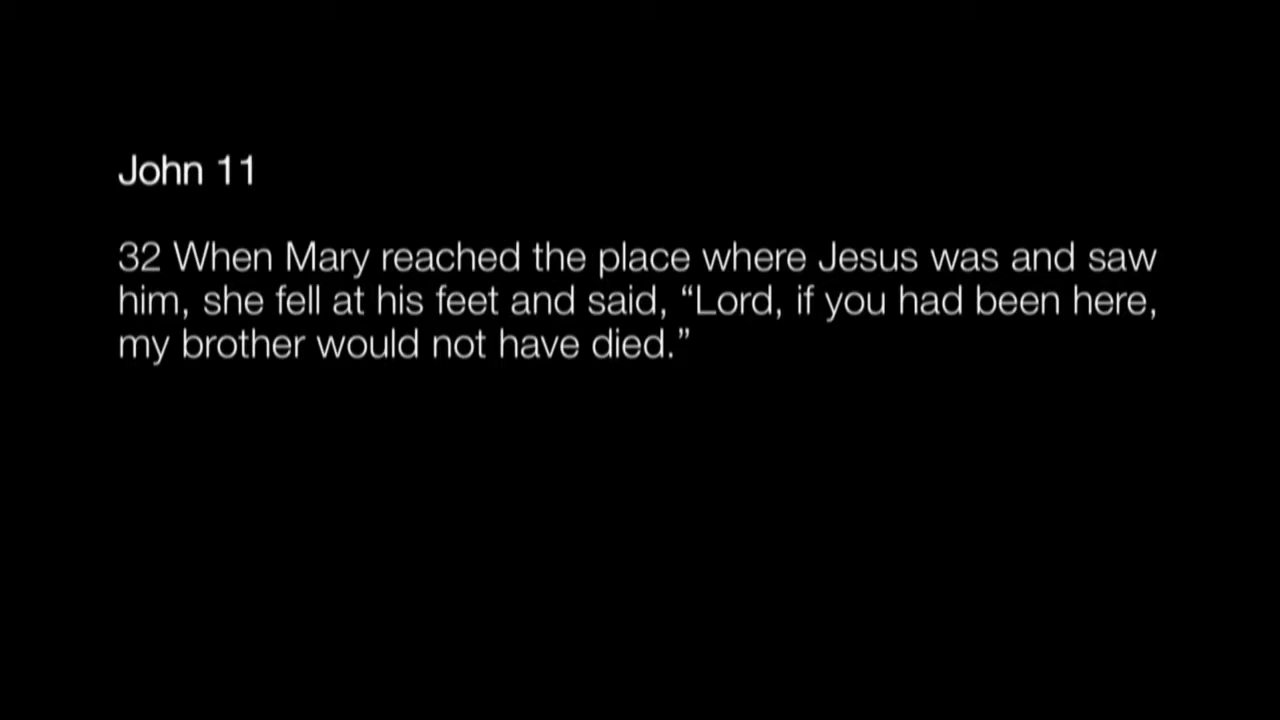 John 11
32 When Mary reached the place where Jesus was and saw
him, she fell at his feet and said, “Lord, if you had been here,
my brother would not have died.”